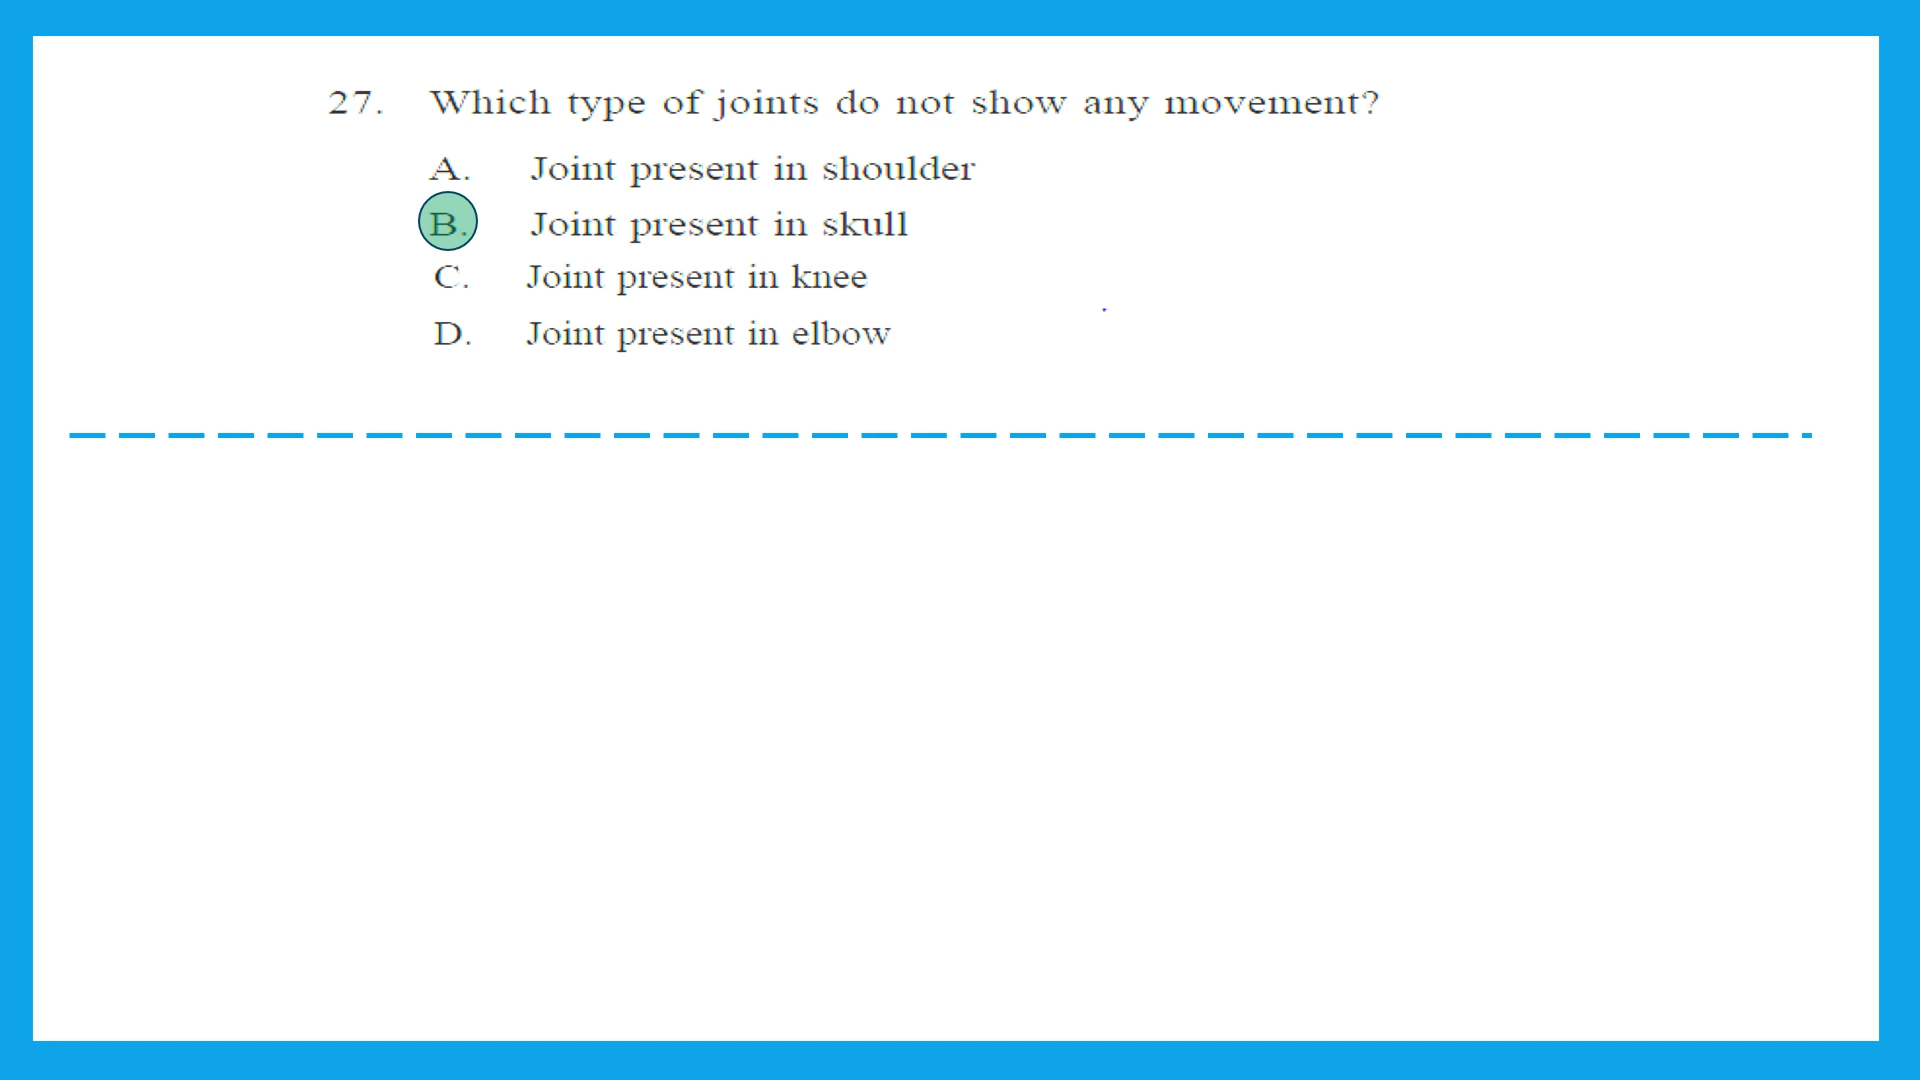 27. Which type of joints do not show any movement?
A. Joint present in shoulder
B. Joint present in skull
C. Joint present in knee
D. Joint present in elbow